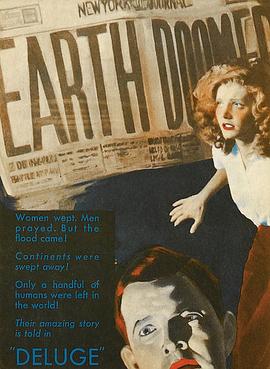 NEW YORK JOURNAL
EARTH DOOMED
Women wept. Men
prayed. But the
flood came!
Continents were
swept away!
Only a handful of
humans were left in
the world!
Their amazing story
is told in
"DELUGE"